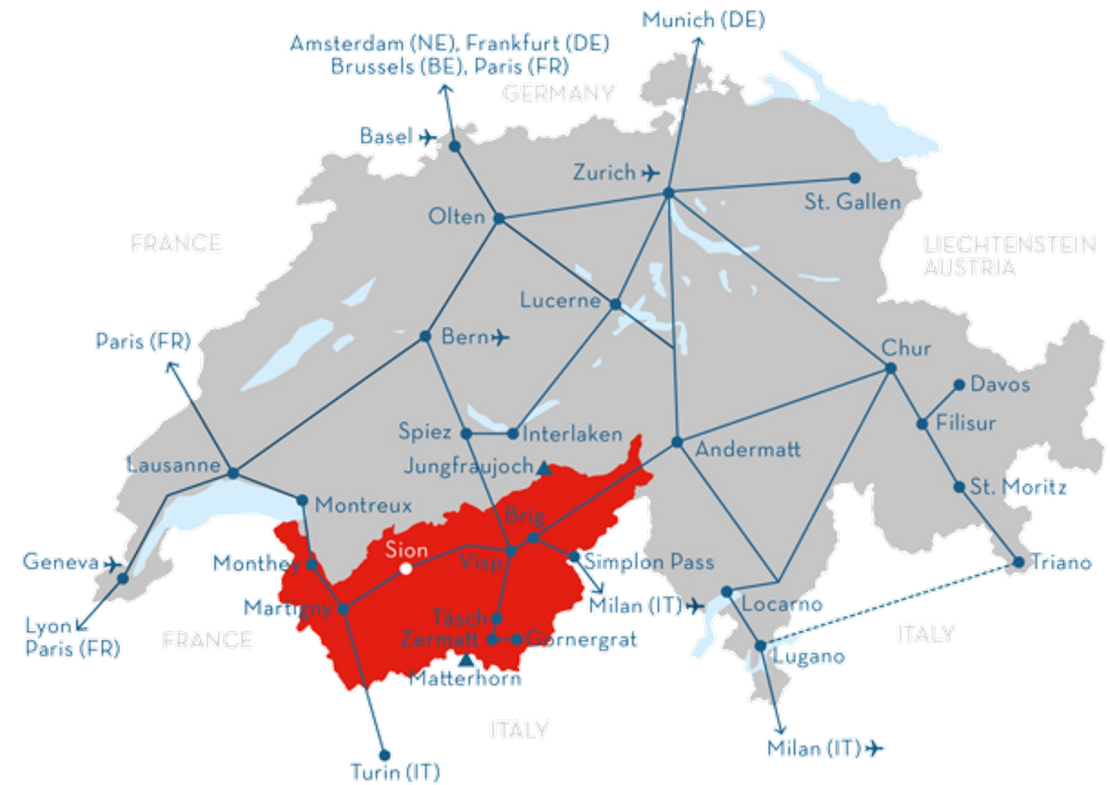 Munich (DE)
Amsterdam (NE), Frankfurt (DE)
Brussels (BE), Paris (FR)
GERMANY
Basel
Zurich
St. Gallen
Olten
FRANCE
LIECHTENSTEIN
AUSTRIA
Lucerne
Paris (FR)
Bern
Chur
Davos
Filisur
Spiez
Interlaken
Andermatt
Lausanne
Jungfraujoch
St. Moritz
Montreux
Brig
Sion
Geneva
Monthey
Visp
Simplon Pass
Triano
Milan (IT)
Locarno
Martigny
Lyon
Paris (FR)
FRANCE
Täsch
Zermatt
Gornergrat
ITALY
Lugano
Matterhorn
ITALY
Milan (IT)
Turin (IT)